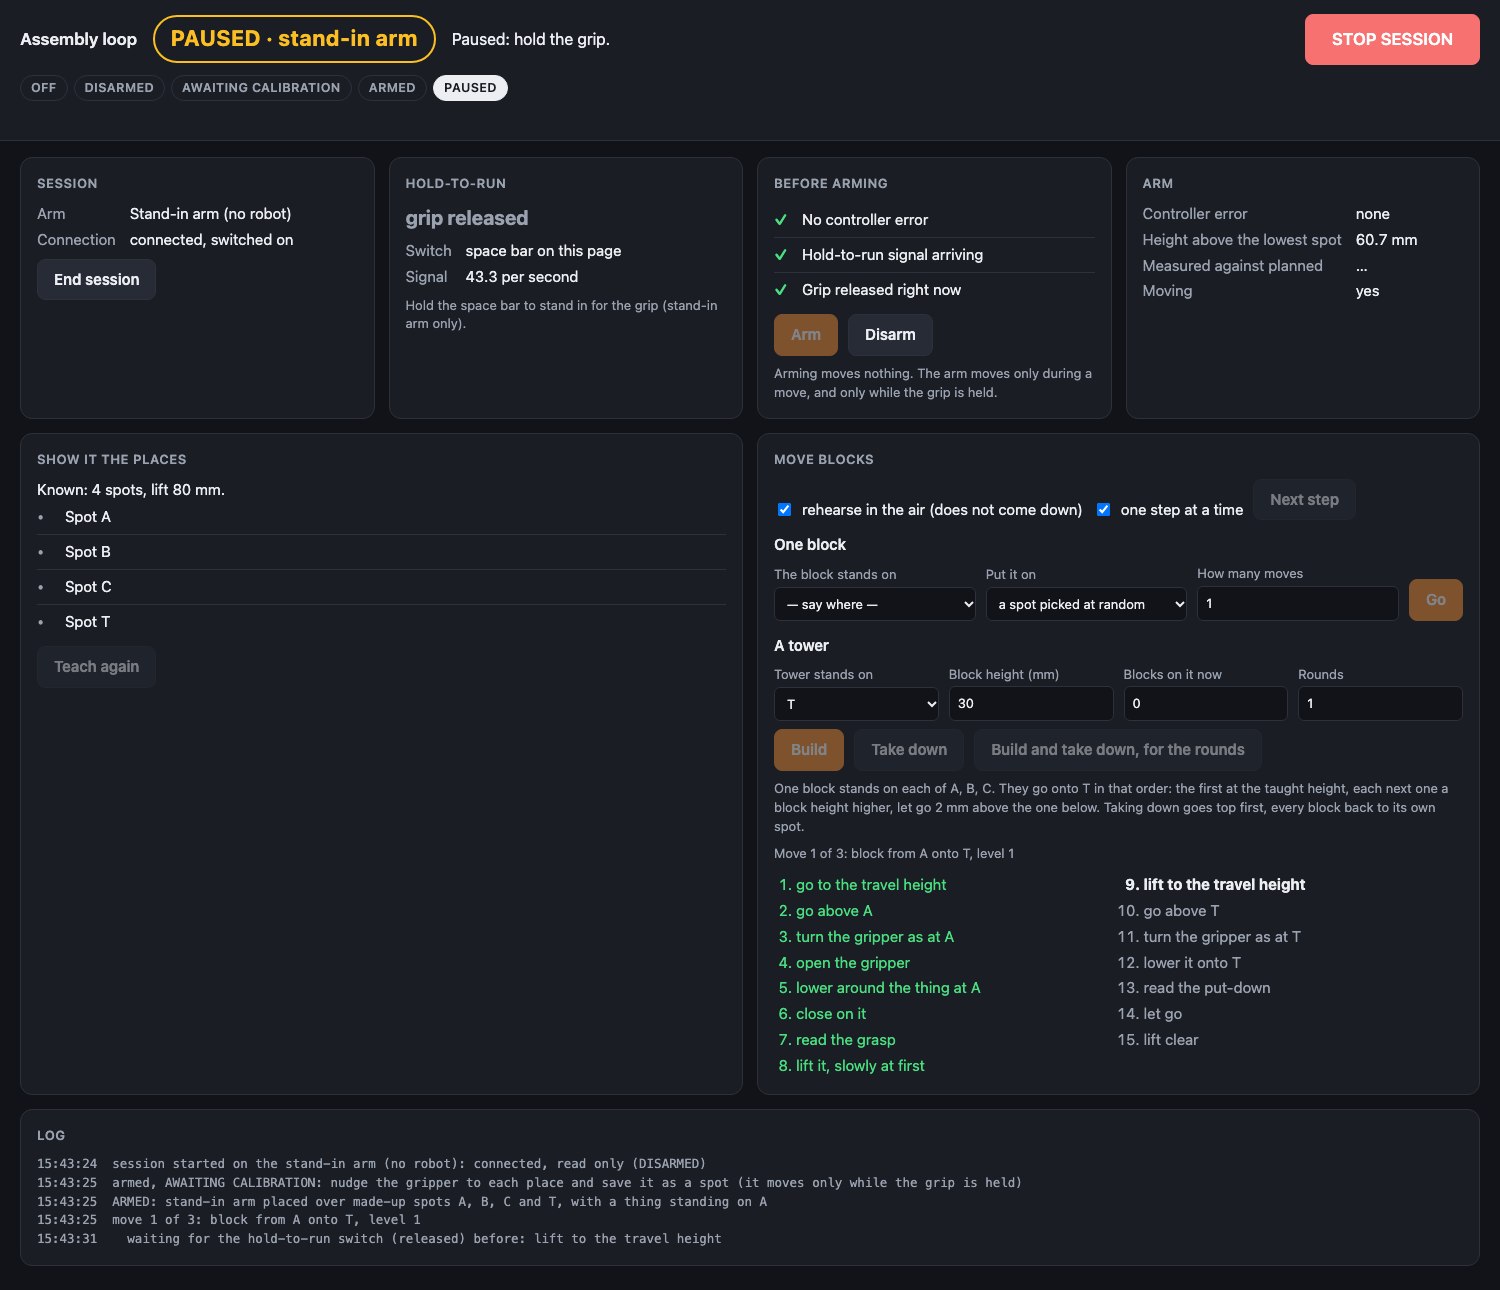 Assembly loop
PAUSED · stand-in arm
Paused: hold the grip.
STOP SESSION
OFF
DISARMED
AWAITING CALIBRATION
ARMED
PAUSED
SESSION
Arm Stand-in arm (no robot)
Connection connected, switched on
End session
HOLD-TO-RUN
grip released
Switch space bar on this page
Signal 43.3 per second
Hold the space bar to stand in for the grip (stand-in
arm only).
BEFORE ARMING
✓ No controller error
✓ Hold-to-run signal arriving
✓ Grip released right now
Arm
Disarm
Arming moves nothing. The arm moves only during a
move, and only while the grip is held.
ARM
Controller error none
Height above the lowest spot 60.7 mm
Measured against planned ...
Moving yes
SHOW IT THE PLACES
Known: 4 spots, lift 80 mm.
• Spot A
• Spot B
• Spot C
• Spot T
Teach again
MOVE BLOCKS
rehearse in the air (does not come down) one step at a time Next step
One block
The block stands on Put it on How many moves
— say where — a spot picked at random 1 Go
A tower
Tower stands on Block height (mm) Blocks on it now Rounds
T 30 0 1
Build Take down Build and take down, for the rounds
One block stands on each of A, B, C. They go onto T in that order: the first at the taught height, each next one a
block height higher, let go 2 mm above the one below. Taking down goes top first, every block back to its own
spot.
Move 1 of 3: block from A onto T, level 1
1. go to the travel height
2. go above A
3. turn the gripper as at A
4. open the gripper
5. lower around the thing at A
6. close on it
7. read the grasp
8. lift it, slowly at first
9. lift to the travel height
10. go above T
11. turn the gripper as at T
12. lower it onto T
13. read the put-down
14. let go
15. lift clear
LOG
15:43:24 session started on the stand-in arm (no robot): connected, read only (DISARMED)
15:43:25 armed, AWAITING CALIBRATION: nudge the gripper to each place and save it as a spot (it moves only while the grip is held)
15:43:25 ARMED: stand-in arm placed over made-up spots A, B, C and T, with a thing standing on A
15:43:25 move 1 of 3: block from A onto T, level 1
15:43:31 waiting for the hold-to-run switch (released) before: lift to the travel height